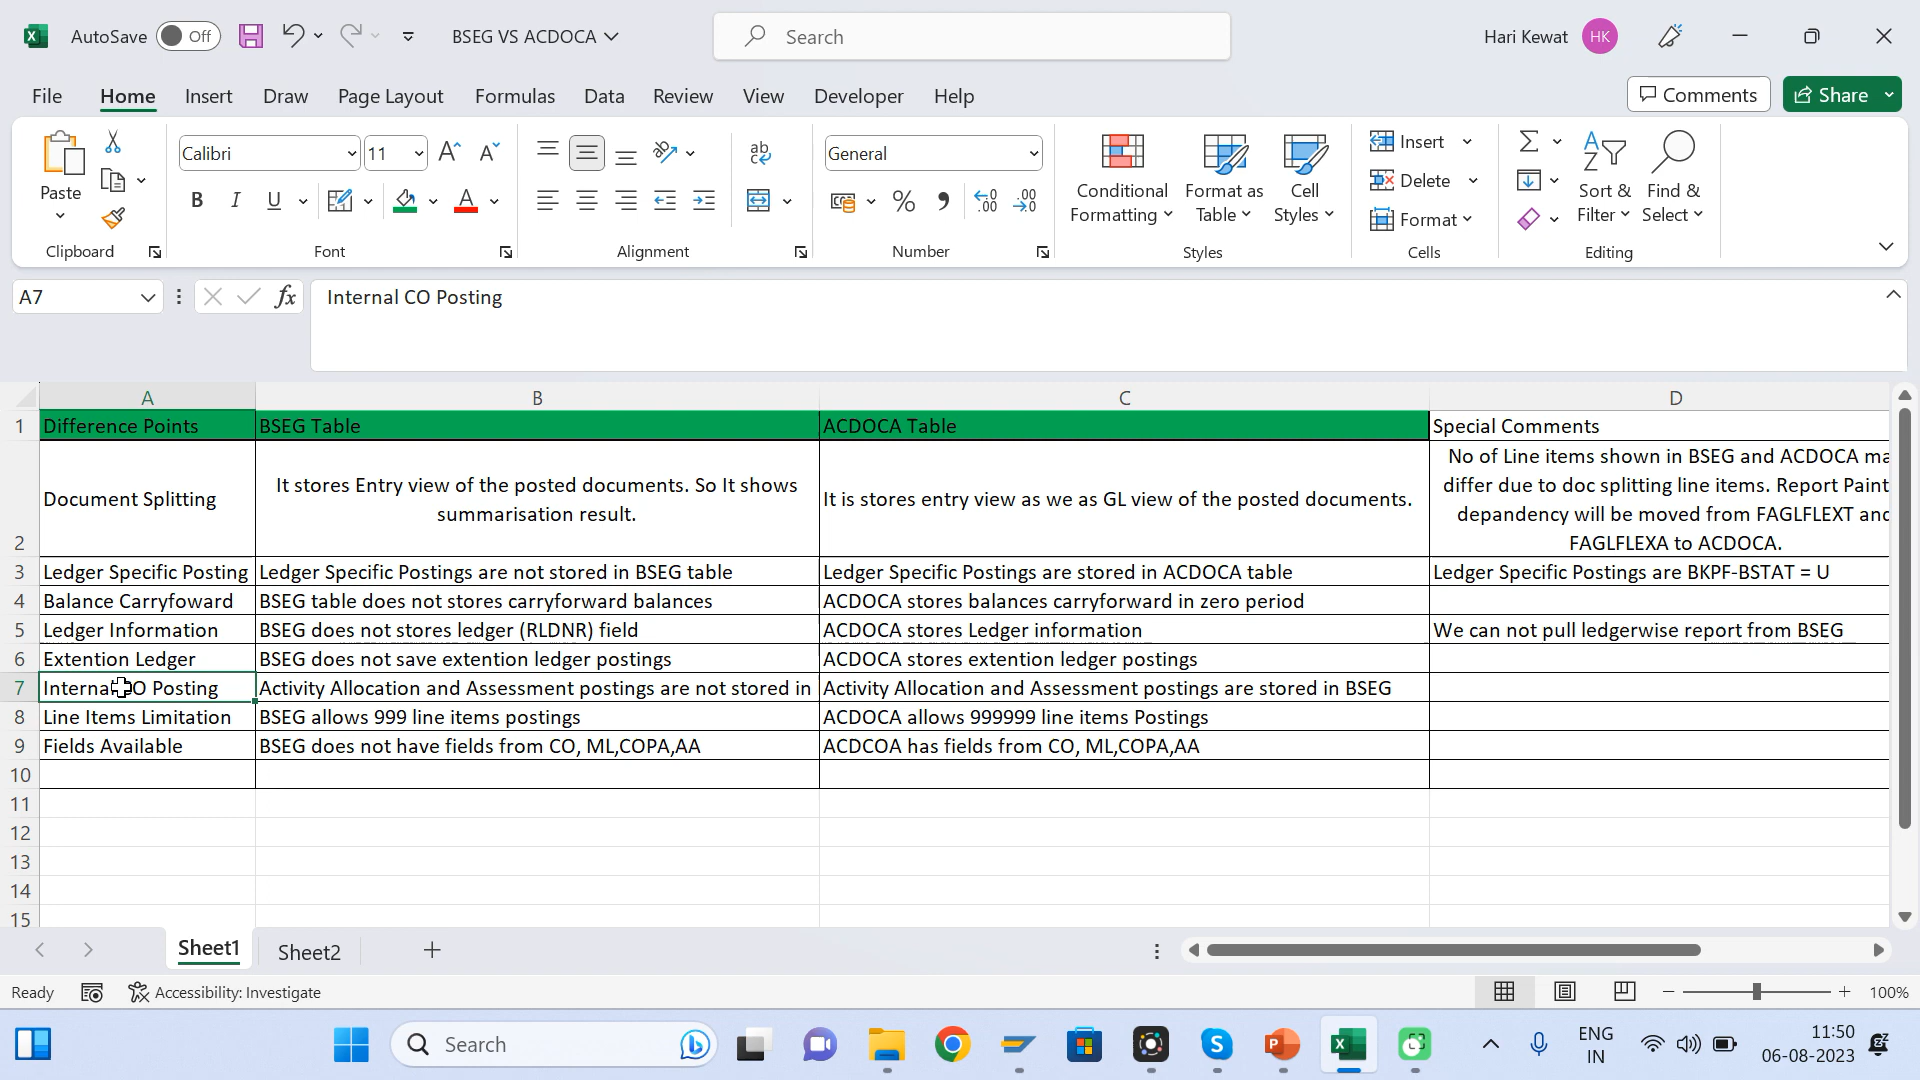 AutoSave Off BSEG VS ACDOCA Search Hari Kewat HK
File Home Insert Draw Page Layout Formulas Data Review View Developer Help Comments Share
Paste Calibri 11 General Conditional Formatting Format as Table Cell Styles Insert Delete Format Sort & Filter Find & Select
Clipboard Font Alignment Number Styles Cells Editing
A7 fx Internal CO Posting
A B C D
1 Difference Points BSEG Table ACDOCA Table Special Comments
2 Document Splitting
It stores Entry view of the posted documents. So It shows
summarisation result.
It is stores entry view as we as GL view of the posted documents.
No of Line items shown in BSEG and ACDOCA ma
differ due to doc splitting line items. Report Paint
depandency will be moved from FAGLFLEXT and
FAGLFLEXA to ACDOCA.
3 Ledger Specific Posting Ledger Specific Postings are not stored in BSEG table Ledger Specific Postings are stored in ACDOCA table Ledger Specific Postings are BKPF-BSTAT = U
4 Balance Carryfoward BSEG table does not stores carryforward balances ACDOCA stores balances carryforward in zero period
5 Ledger Information BSEG does not stores ledger (RLDNR) field ACDOCA stores Ledger information We can not pull ledgerwise report from BSEG
6 Extention Ledger BSEG does not save extention ledger postings ACDOCA stores extention ledger postings
7 Internal CO Posting Activity Allocation and Assessment postings are not stored in Activity Allocation and Assessment postings are stored in BSEG
8 Line Items Limitation BSEG allows 999 line items postings ACDOCA allows 999999 line items Postings
9 Fields Available BSEG does not have fields from CO, ML,COPA,AA ACDCOA has fields from CO, ML,COPA,AA
10
11
12
13
14
15
Sheet1 Sheet2
Ready Accessibility: Investigate 100%
Search ENG 11:50
IN 06-08-2023